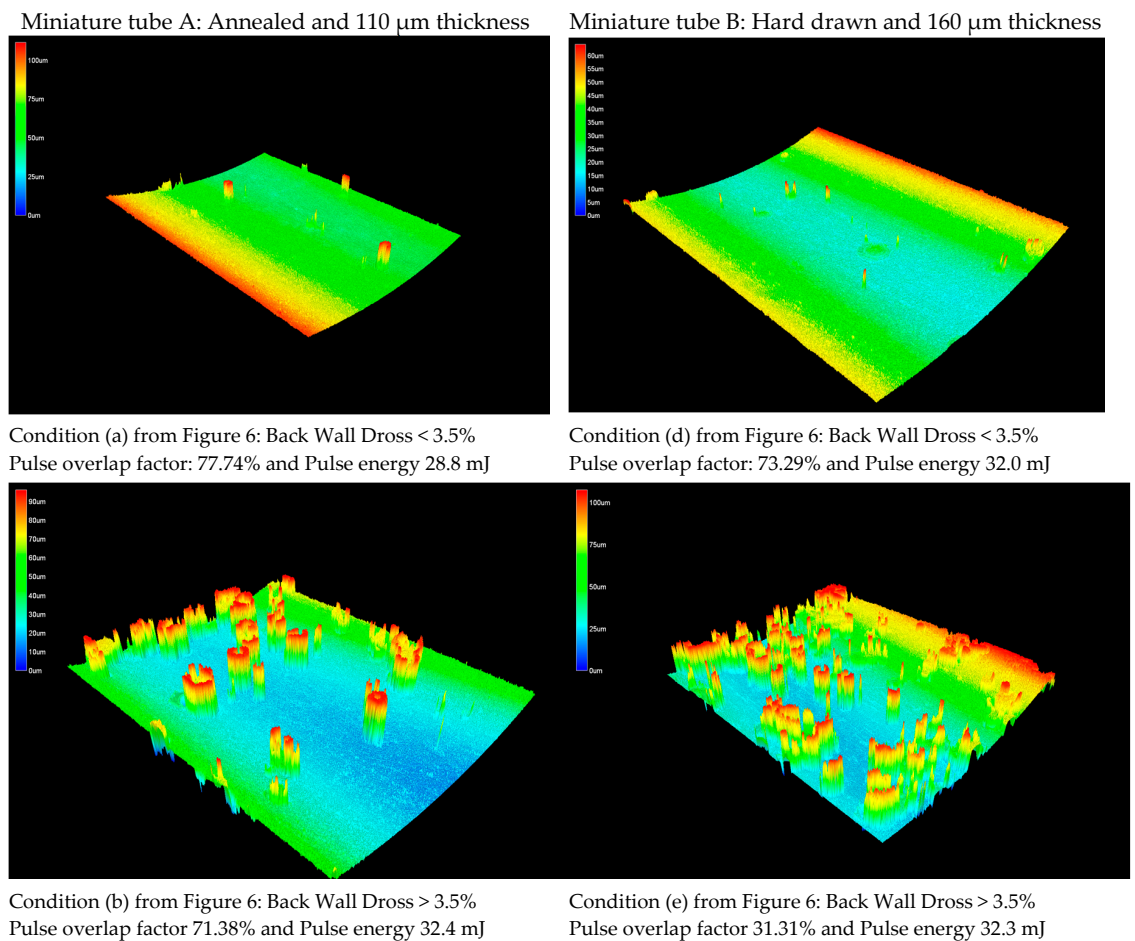 Miniature tube A: Annealed and 110 µm thickness
Miniature tube B: Hard drawn and 160 µm thickness
100um
75um
50um
25um
0um
60um
55um
50um
45um
40um
35um
30um
25um
20um
15um
10um
5um
0um
Condition (a) from Figure 6: Back Wall Dross < 3.5%
Pulse overlap factor: 77.74% and Pulse energy 28.8 mJ
Condition (d) from Figure 6: Back Wall Dross < 3.5%
Pulse overlap factor: 73.29% and Pulse energy 32.0 mJ
90um
80um
70um
60um
50um
40um
30um
20um
10um
0um
100um
75um
50um
25um
0um
Condition (b) from Figure 6: Back Wall Dross > 3.5%
Pulse overlap factor 71.38% and Pulse energy 32.4 mJ
Condition (e) from Figure 6: Back Wall Dross > 3.5%
Pulse overlap factor 31.31% and Pulse energy 32.3 mJ